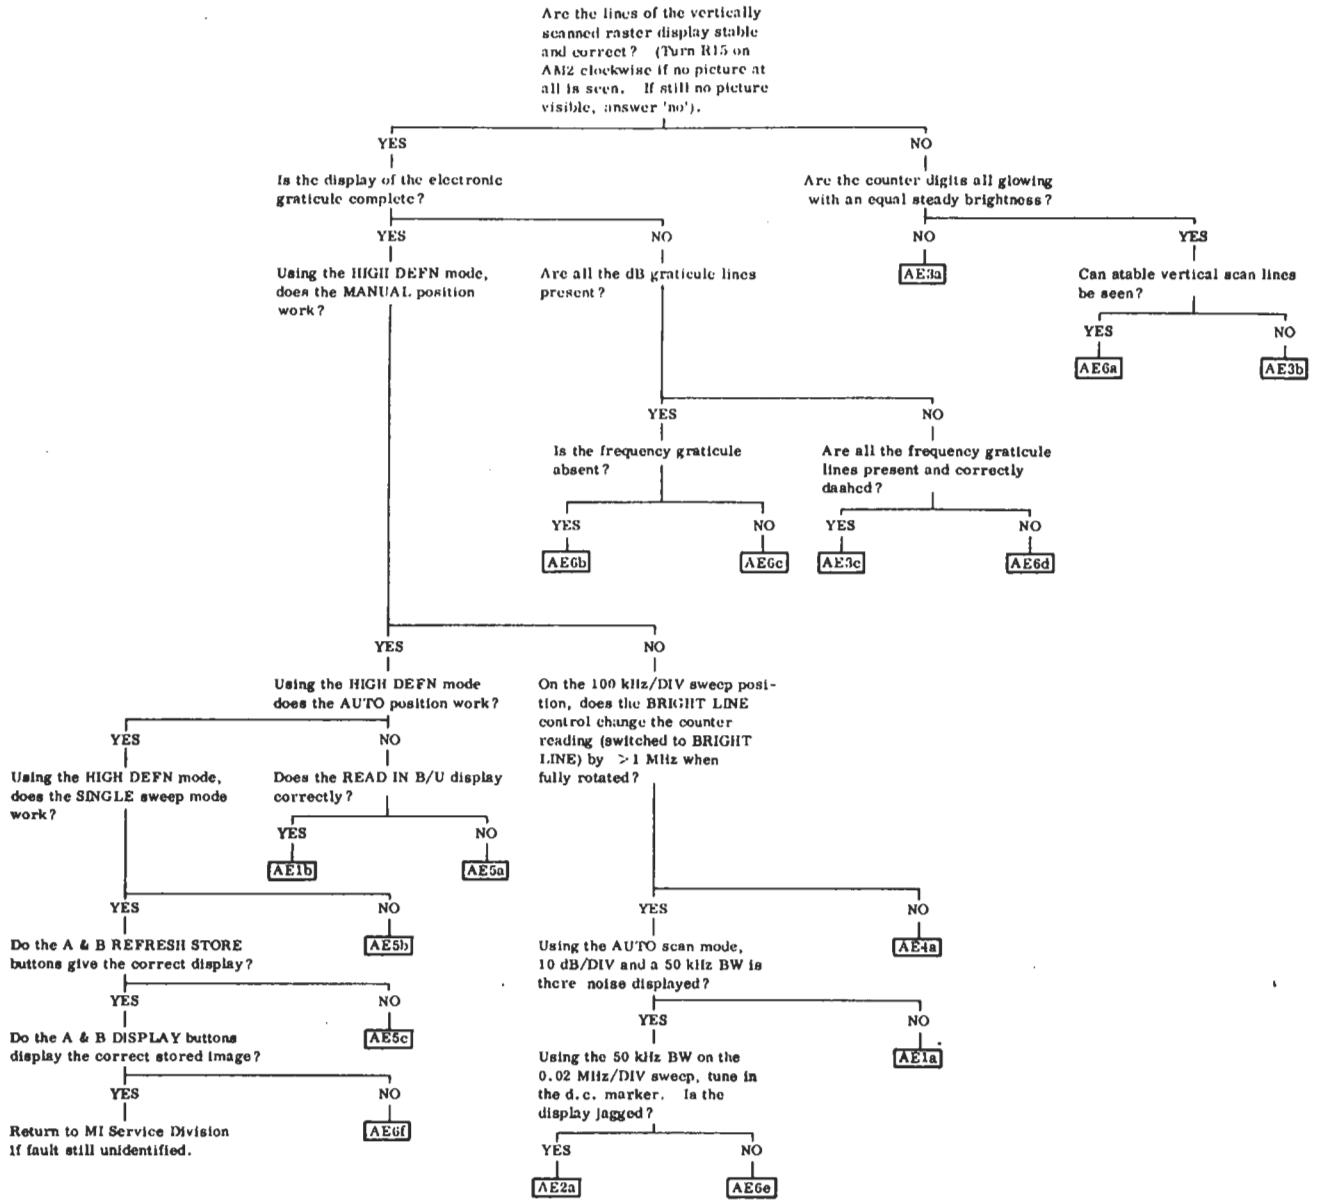 Are the lines of the vertically
scanned raster display stable
and correct? (Turn R15 on
AM2 clockwise if no picture at
all is seen. If still no picture
visible, answer 'no').
YES
NO
Is the display of the electronic
graticule complete?
Are the counter digits all glowing
with an equal steady brightness?
YES
NO
NO
YES
Using the HIGH DEFN mode,
does the MANUAL position
work?
Are all the dB graticule lines
present?
AE3a
Can stable vertical scan lines
be seen?
YES
NO
AE6a
AE3b
YES
NO
Is the frequency graticule
absent?
Are all the frequency graticule
lines present and correctly
dashed?
YES
NO
YES
NO
AE6b
AE6c
AE3c
AE6d
YES
NO
Using the HIGH DEFN mode
does the AUTO position work?
On the 100 kHz/DIV sweep posi-
tion, does the BRIGHT LINE
control change the counter
reading (switched to BRIGHT
LINE) by >1 MHz when
fully rotated?
YES
NO
Using the HIGH DEFN mode,
does the SINGLE sweep mode
work?
Does the READ IN B/U display
correctly?
YES
NO
AE1b
AE5a
YES
NO
YES
NO
Do the A & B REFRESH STORE
buttons give the correct display?
AE5b
Using the AUTO scan mode,
10 dB/DIV and a 50 kHz BW is
there noise displayed?
AE4a
YES
NO
YES
NO
Do the A & B DISPLAY buttons
display the correct stored image?
AE5c
Using the 50 kHz BW on the
0.02 MHz/DIV sweep, tune in
the d.c. marker. Is the
display jagged?
AE1a
YES
NO
Return to MI Service Division
if fault still unidentified.
AE6f
YES
NO
AE2a
AE6e